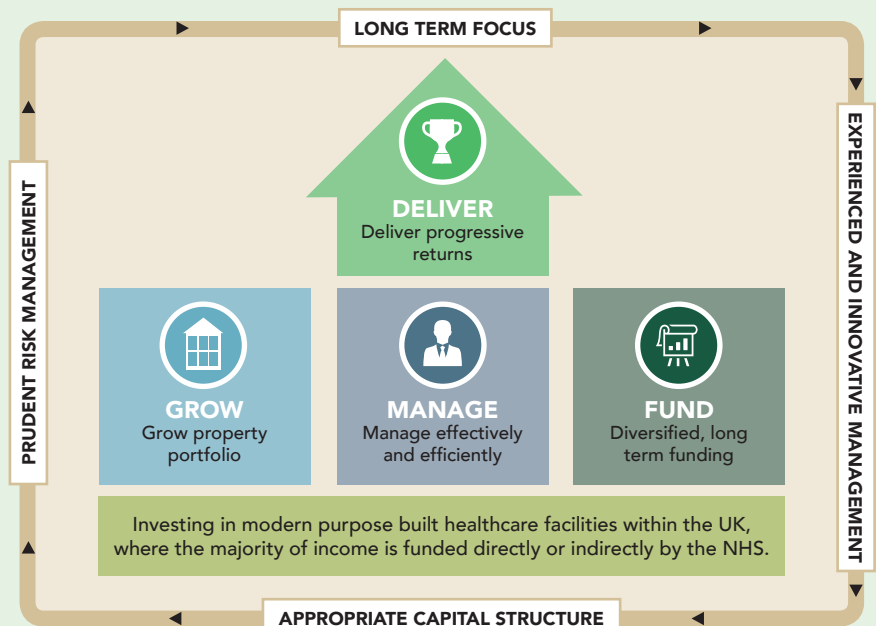 LONG TERM FOCUS
PRUDENT RISK MANAGEMENT
EXPERIENCED AND INNOVATIVE MANAGEMENT
DELIVER
Deliver progressive
returns
GROW
Grow property
portfolio
MANAGE
Manage effectively
and efficiently
FUND
Diversified, long
term funding
Investing in modern purpose built healthcare facilities within the UK,
where the majority of income is funded directly or indirectly by the NHS.
APPROPRIATE CAPITAL STRUCTURE